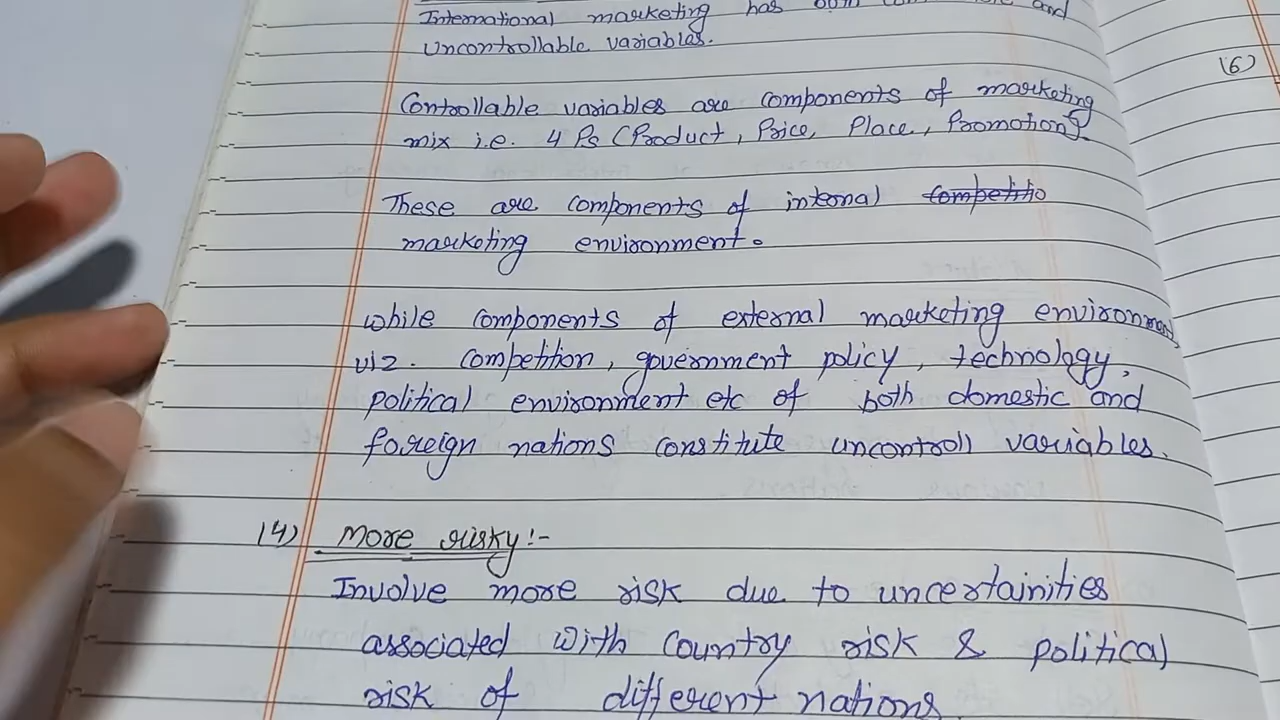 International marketing has and
Uncontrollable variables.
(6)
Controllable variables are components of marketing
mix i.e. 4 Ps (Product, Price, Place, Promotion).
These are components of internal competitio
marketing environment.
while components of external marketing environment
viz. competition, government policy, technology,
political environment etc of both domestic and
foreign nations constitute uncontroll variables.
(4) More risky:-
Involve more risk due to uncertainities
associated with Country risk & political
risk of different nations.